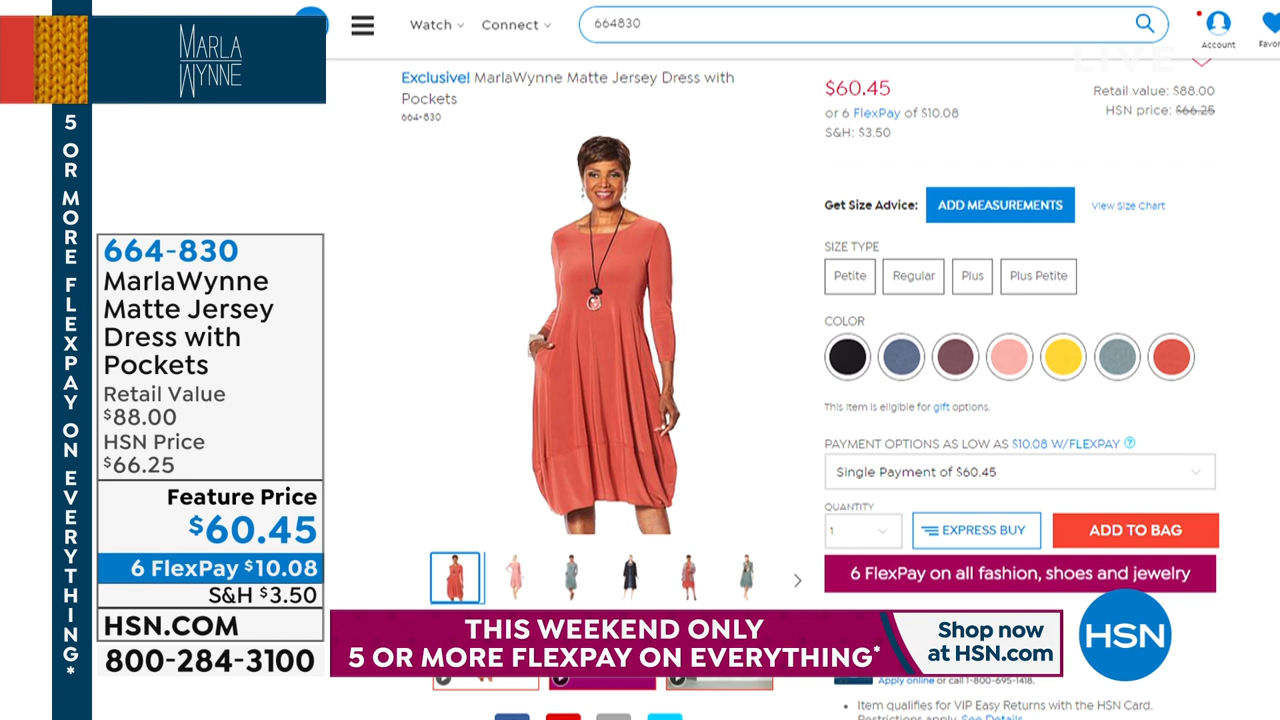 MARLA
WYNNE
5 OR MORE FLEXPAY ON EVERYTHING*
664-830
MarlaWynne
Matte Jersey
Dress with
Pockets
Retail Value
$88.00
HSN Price
$66.25
Feature Price
$60.45
6 FlexPay $10.08
S&H $3.50
HSN.COM
800-284-3100
Watch
Connect
664830
Account
Favor
LIVE
Exclusive! MarlaWynne Matte Jersey Dress with
Pockets
664-830
$60.45
Retail value: $88.00
or 6 FlexPay of $10.08
HSN price: $66.25
S&H: $3.50
Get Size Advice:
ADD MEASUREMENTS
View Size Chart
SIZE TYPE
Petite
Regular
Plus
Plus Petite
COLOR
This item is eligible for gift options.
PAYMENT OPTIONS AS LOW AS $10.08 W/FLEXPAY ?
Single Payment of $60.45
QUANTITY
1
EXPRESS BUY
ADD TO BAG
6 FlexPay on all fashion, shoes and jewelry
THIS WEEKEND ONLY
5 OR MORE FLEXPAY ON EVERYTHING*
Shop now
at HSN.com
HSN
Apply online or call 1-800-695-1418.
Item qualifies for VIP Easy Returns with the HSN Card.
Restrictions apply. See Details